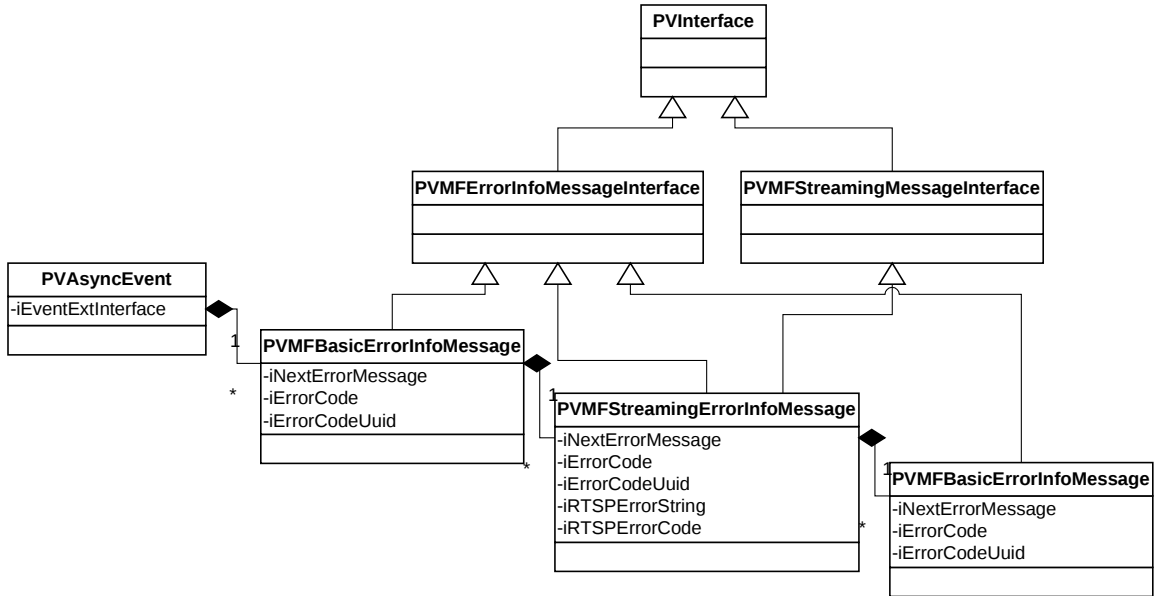 PVInterface
PVMFErrorInfoMessageInterface
PVMFStreamingMessageInterface
PVAsyncEvent
-iEventExtInterface
1
*
PVMFBasicErrorInfoMessage
-iNextErrorMessage
-iErrorCode
-iErrorCodeUuid
1
*
PVMFStreamingErrorInfoMessage
-iNextErrorMessage
-iErrorCode
-iErrorCodeUuid
-iRTSPErrorString
-iRTSPErrorCode
1
*
PVMFBasicErrorInfoMessage
-iNextErrorMessage
-iErrorCode
-iErrorCodeUuid